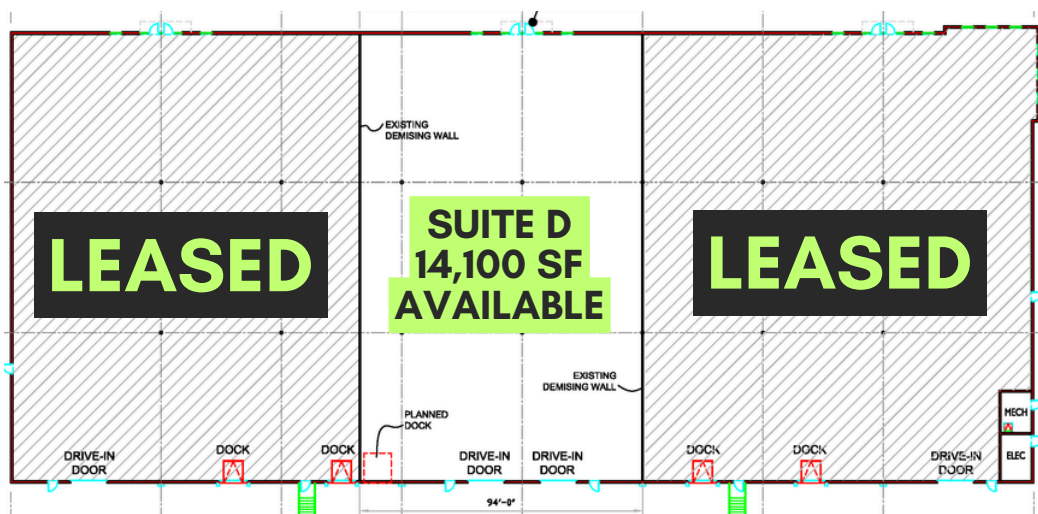 EXISTING
DEMISING WALL
LEASED
SUITE D
14,100 SF
AVAILABLE
LEASED
EXISTING
DEMISING WALL
PLANNED
DOCK
MECH
DRIVE-IN
DOOR
DOCK
DOCK
DRIVE-IN
DOOR
DRIVE-IN
DOOR
DOCK
DOCK
DRIVE-IN
DOOR
ELEC
94'-0"